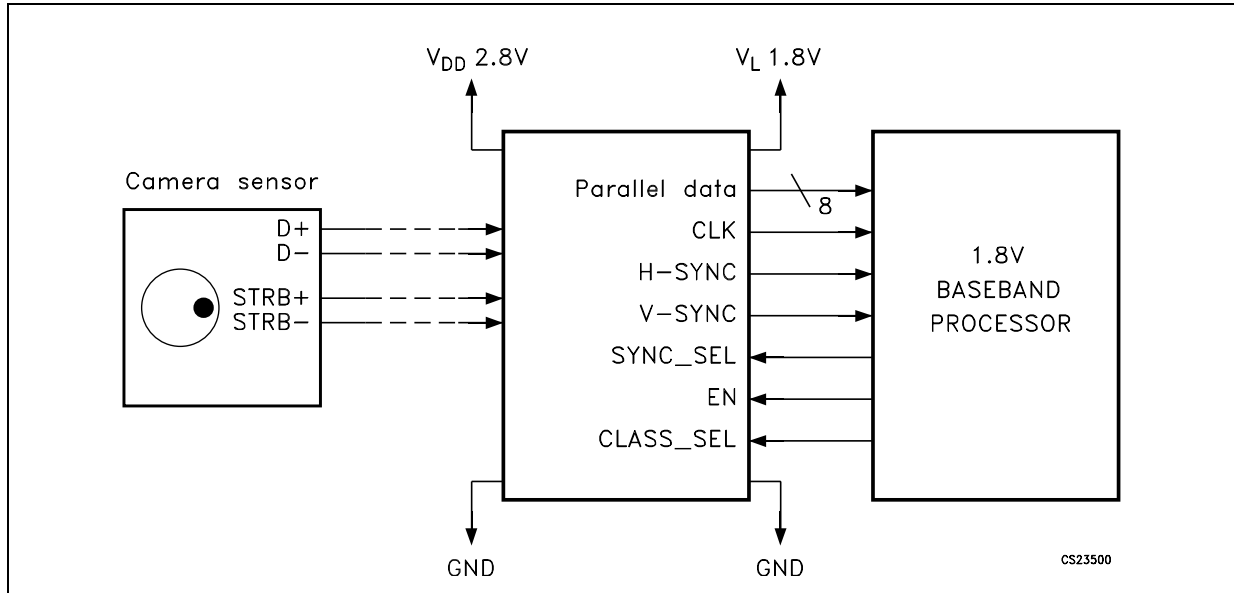 V_DD 2.8V
V_L 1.8V
Camera sensor
D+
D-
STRB+
STRB-
Parallel data
8
CLK
H-SYNC
V-SYNC
SYNC_SEL
EN
CLASS_SEL
1.8V
BASEBAND
PROCESSOR
GND
GND
CS23500